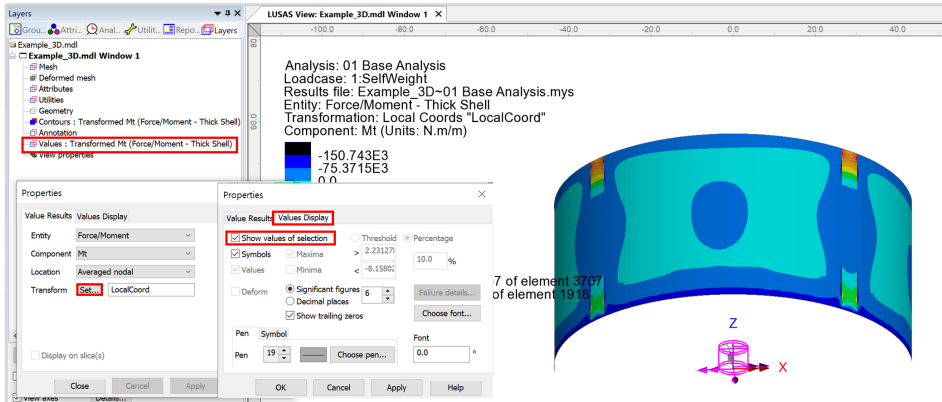 Layers
Grou... Attri... Anal... Utilit... Repo... Layers
Example_3D.mdl
Example_3D.mdl Window 1
Mesh
Deformed mesh
Attributes
Utilities
Geometry
Contours : Transformed Mt (Force/Moment - Thick Shell)
Annotation
Values : Transformed Mt (Force/Moment - Thick Shell)
View properties
LUSAS View: Example_3D.mdl Window 1 X
-100.0 -80.0 -60.0 -40.0 -20.0 0.0 20.0 40.0
80
60.0
Analysis: 01 Base Analysis
Loadcase: 1:SelfWeight
Results file: Example_3D~01 Base Analysis.mys
Entity: Force/Moment - Thick Shell
Transformation: Local Coords "LocalCoord"
Component: Mt (Units: N.m/m)
-150.743E3
-75.3715E3
0.0
7 of element 3707
of element 1918
Z
X
Properties
Value Results Values Display
Entity Force/Moment
Component Mt
Location Averaged nodal
Transform Set... LocalCoord
Display on slice(s)
Close Cancel Apply
View axes Details...
Properties
Value Results Values Display
Show values of selection Threshold Percentage
Symbols Maxima > 2.23127 10.0 %
Values Minima < -8.15802
Deform Significant figures 6 Failure details...
Decimal places
Show trailing zeros Choose font...
Pen Symbol
Font
Pen 19 Choose pen... 0.0 °
OK Cancel Apply Help